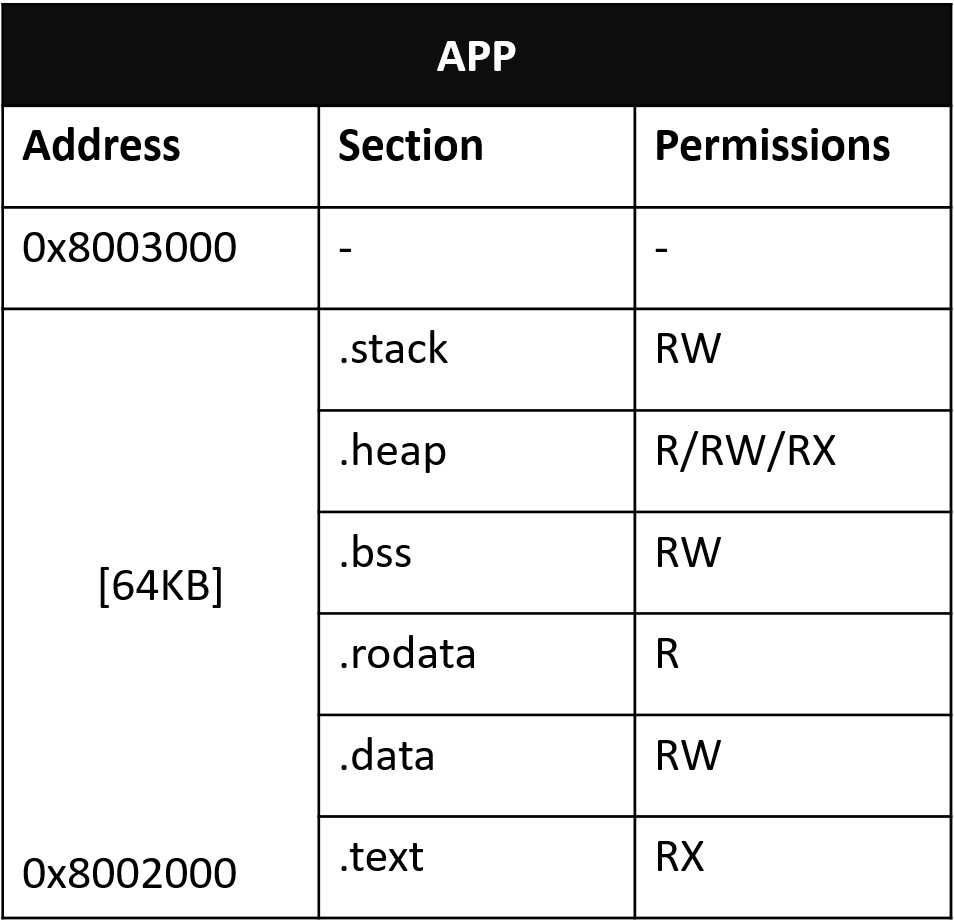 APP
Address Section Permissions
0x8003000 - -
.stack RW
.heap R/RW/RX
.bss RW
[64KB]
.rodata R
.data RW
0x8002000 .text RX